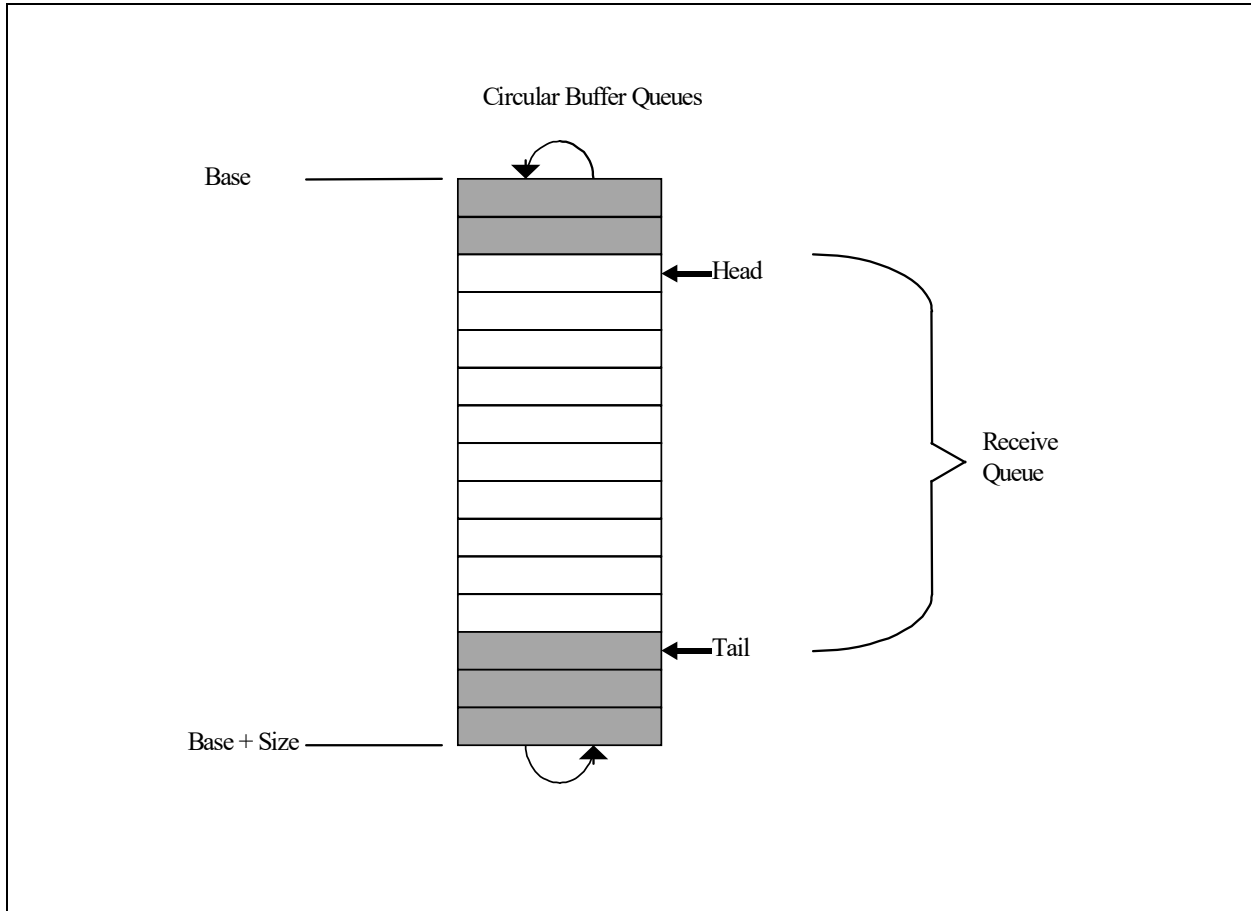 Circular Buffer Queues
Base
Head
Receive
Queue
Tail
Base + Size